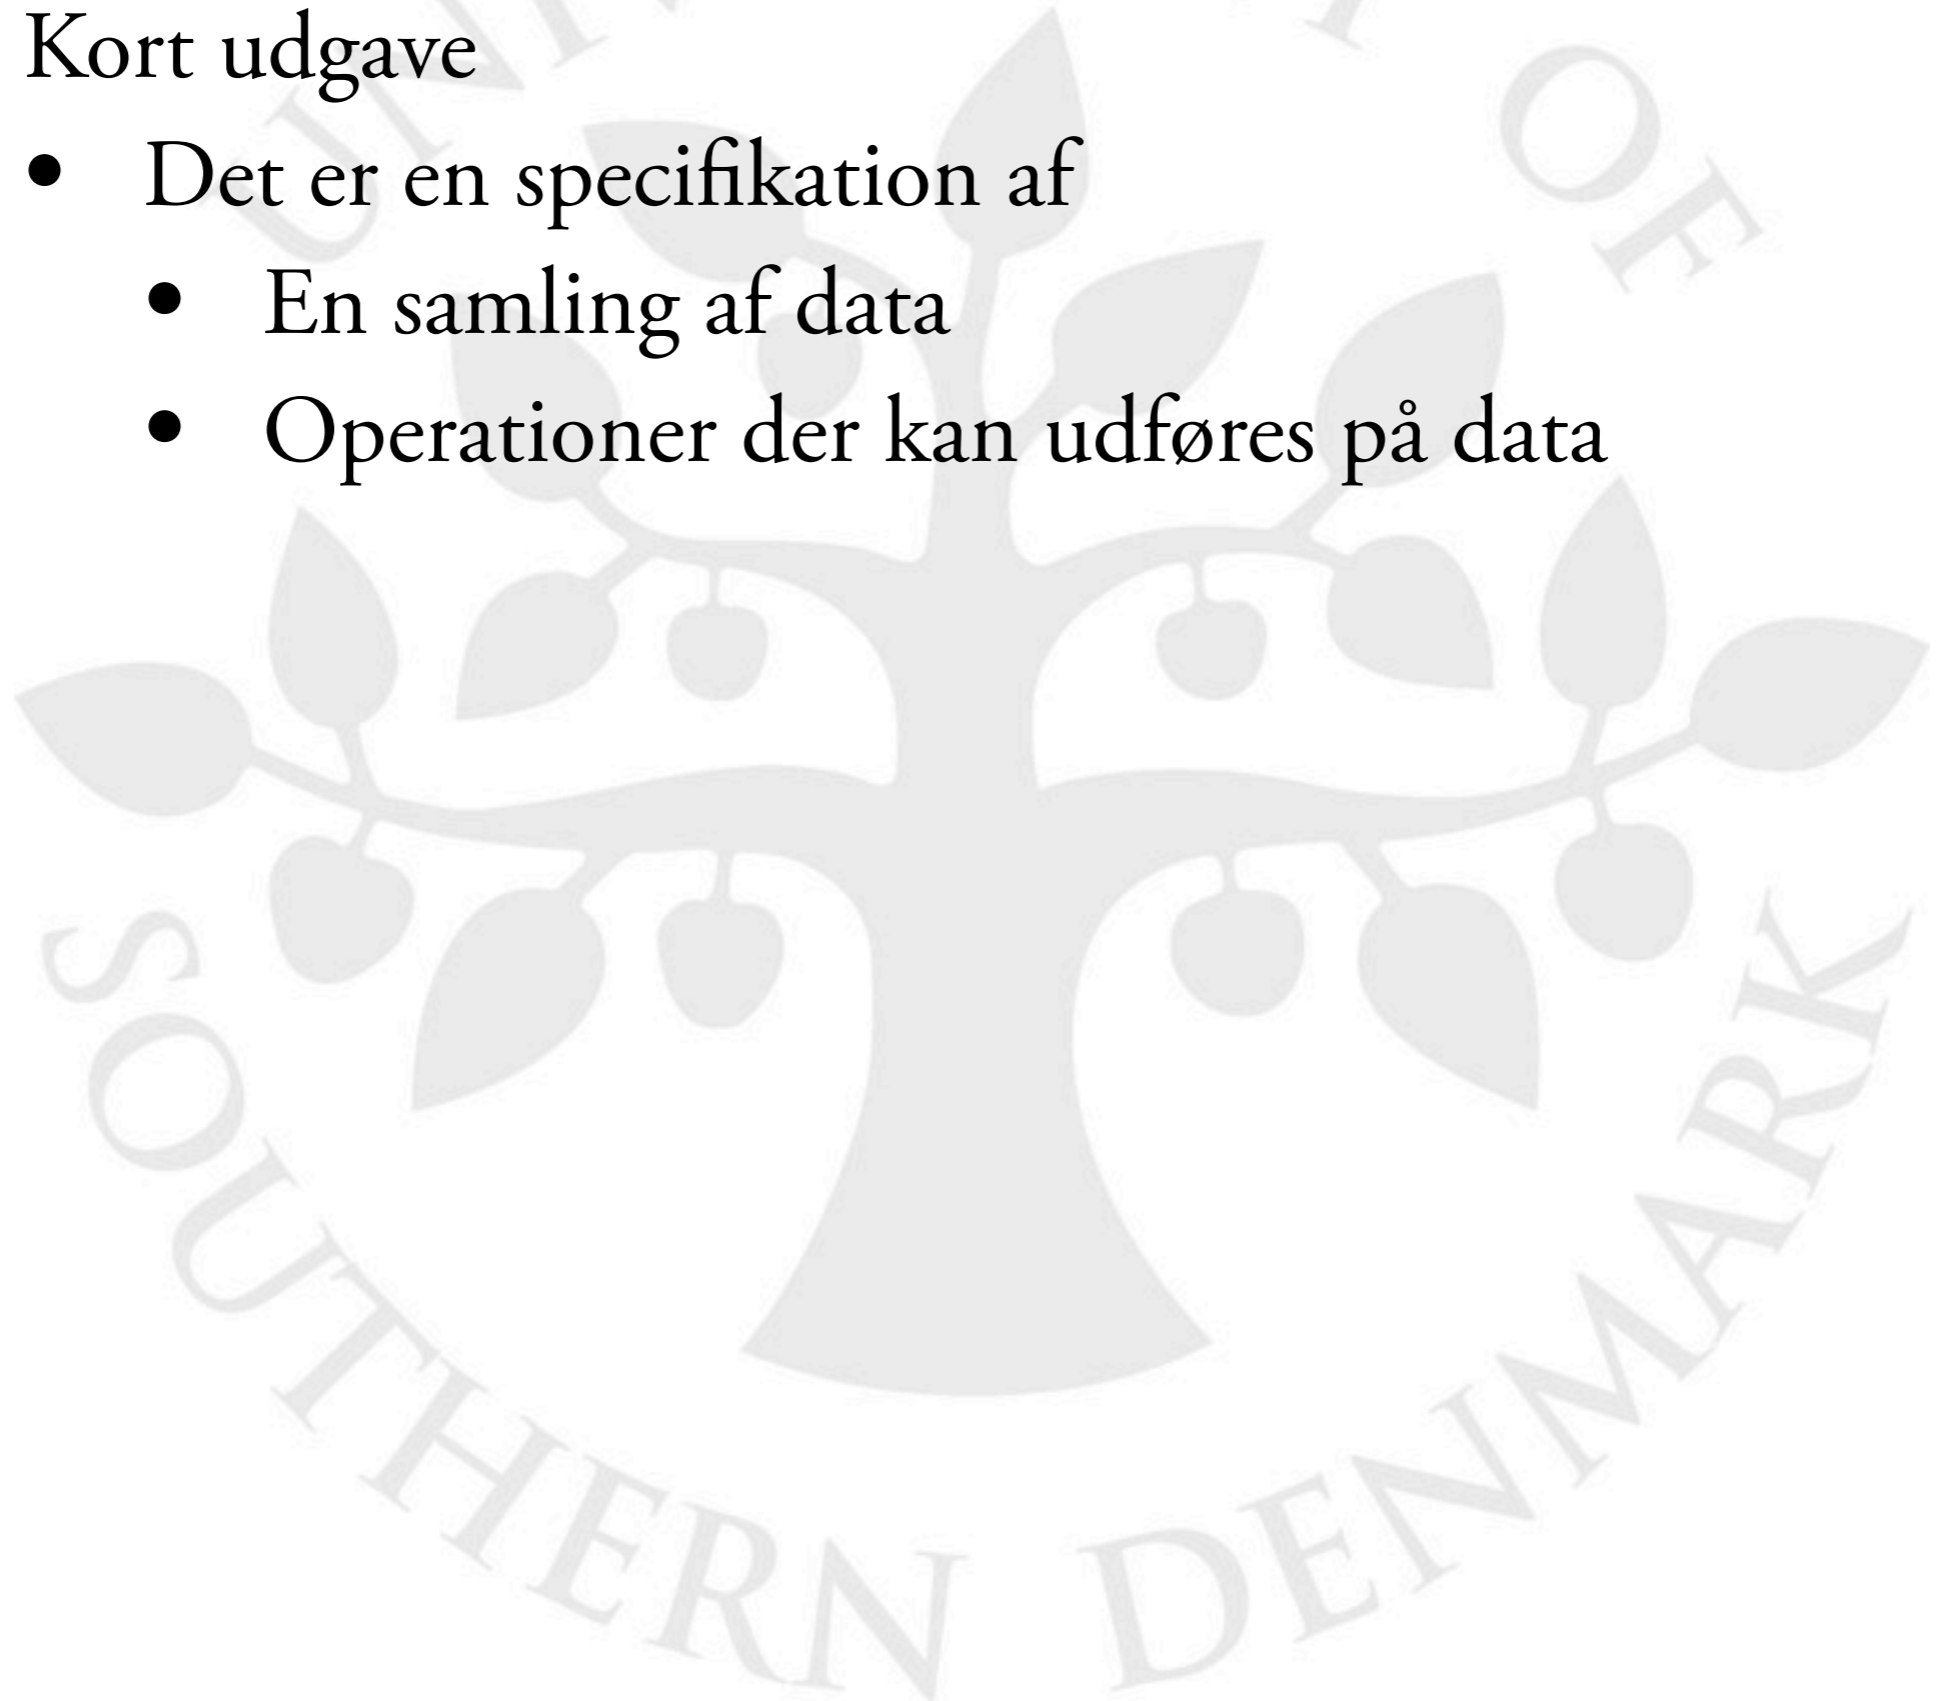 Kort udgave
• Det er en specifikation af
• En samling af data
• Operationer der kan udføres på data
OF
SOUTHERN DENMARK